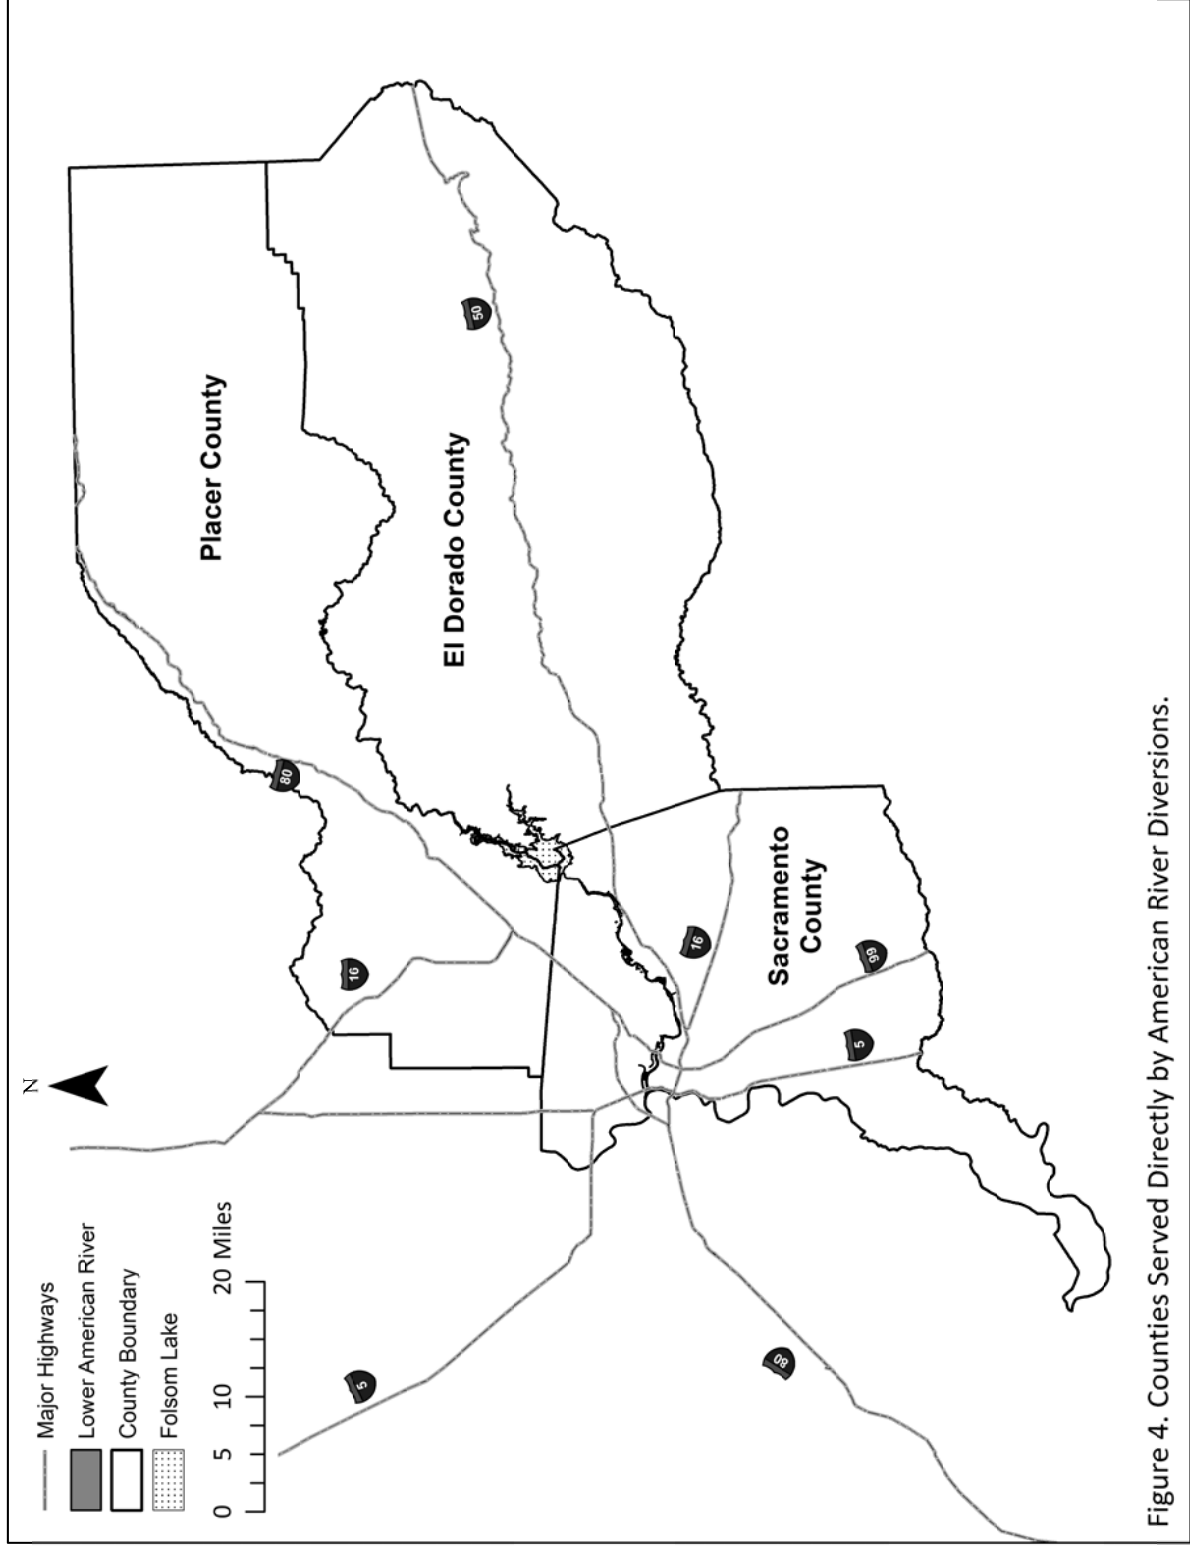 N
Major Highways
Lower American River
County Boundary
Folsom Lake
0 5 10 20 Miles
Placer County
El Dorado County
Sacramento
County
80
50
16
16
99
5
5
80
Figure 4. Counties Served Directly by American River Diversions.